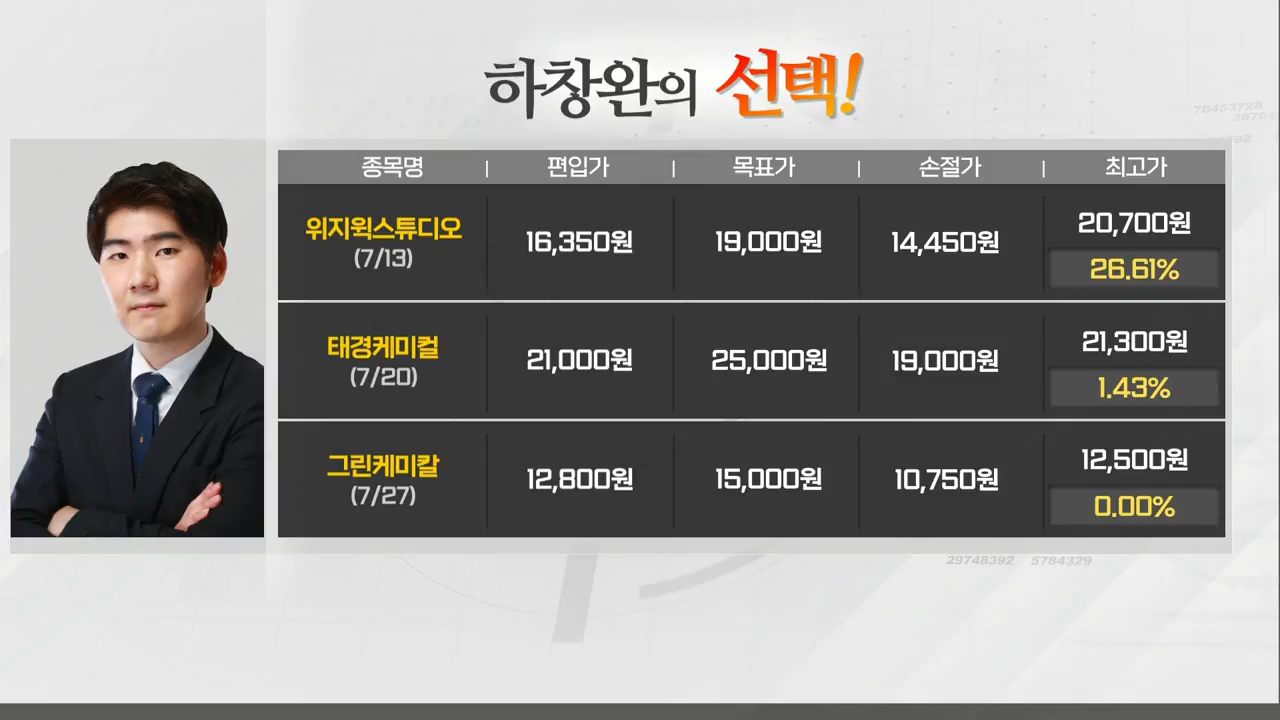 하창완의 선택!
종목명 | 편입가 | 목표가 | 손절가 | 최고가
위지윅스튜디오 (7/13) 16,350원 19,000원 14,450원 20,700원 26.61%
태경케미컬 (7/20) 21,000원 25,000원 19,000원 21,300원 1.43%
그린케미칼 (7/27) 12,800원 15,000원 10,750원 12,500원 0.00%
78453728
29748392 5784329